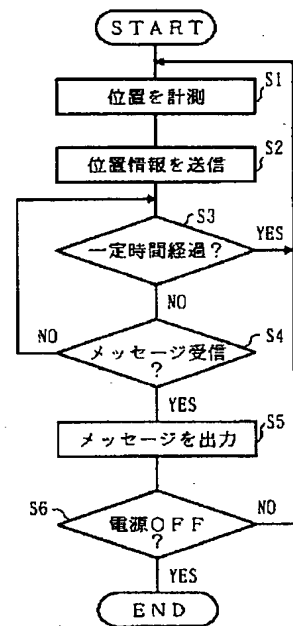 START
S1
位置を計測
S2
位置情報を送信
S3
一定時間経過?
YES
NO
S4
NO
メッセージ受信
?
YES
S5
メッセージを出力
S6
電源OFF
?
NO
YES
END